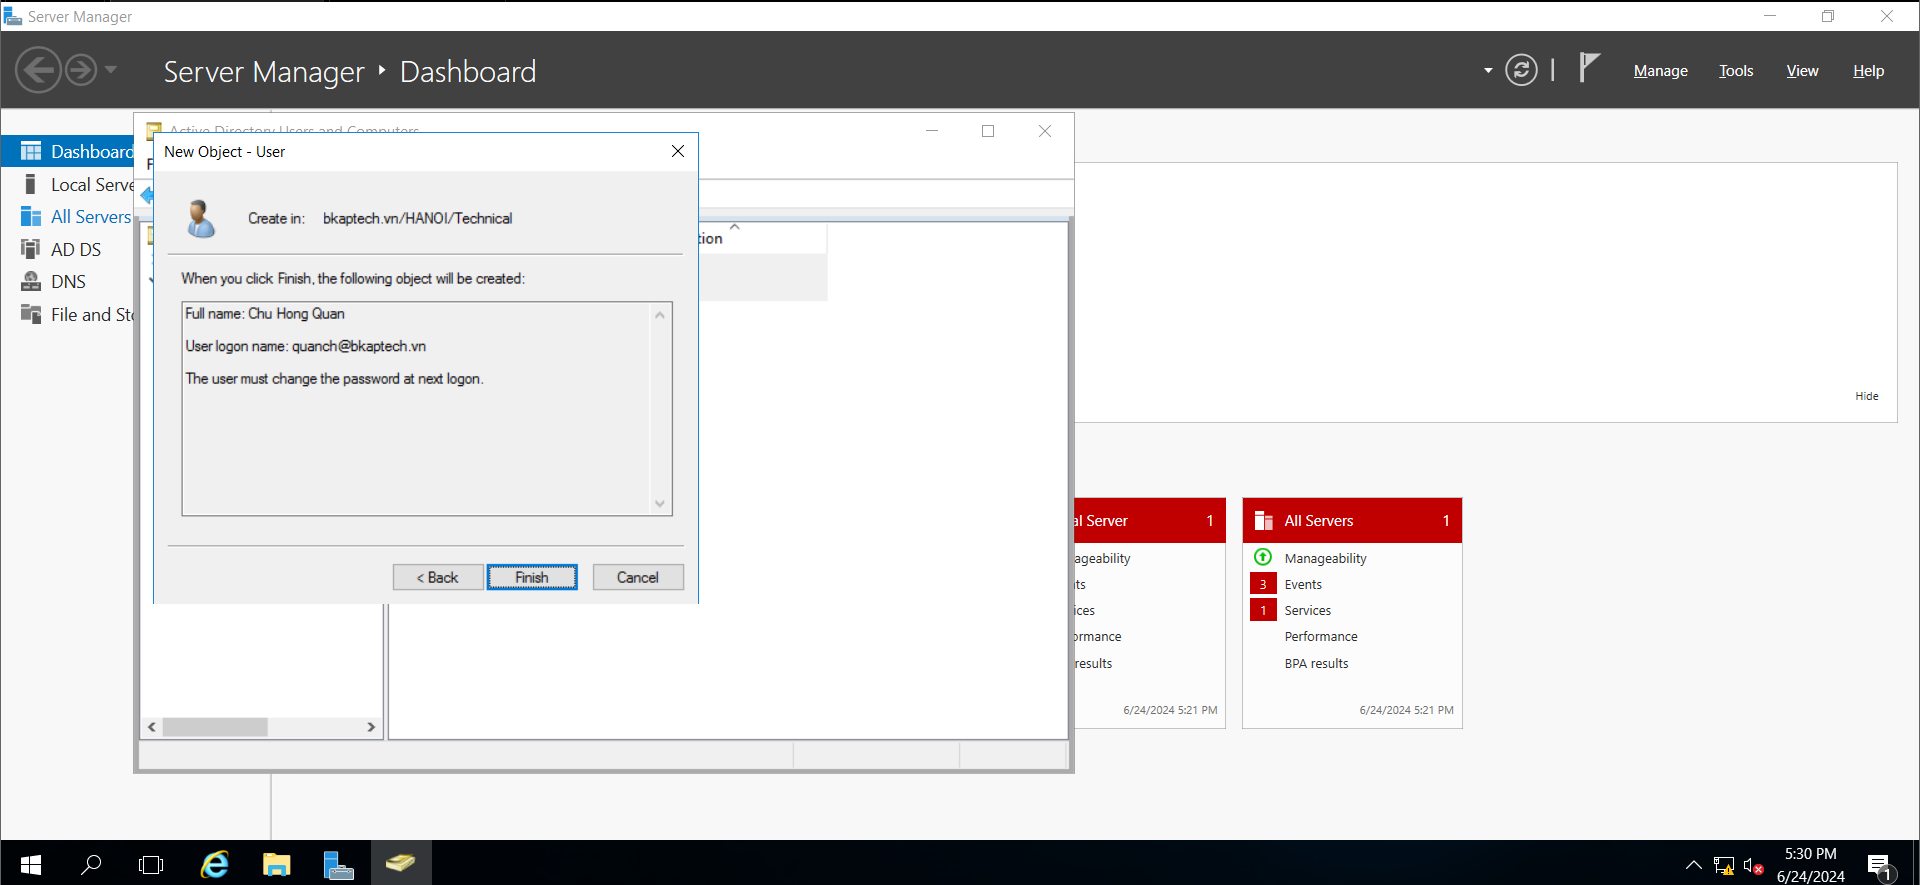 Server Manager
Server Manager
Dashboard
Manage
Tools
View
Help
Active Directory Users and Computers
New Object - User
Create in:
bkaptech.vn/HANOI/Technical
When you click Finish, the following object will be created:
Full name: Chu Hong Quan
User logon name: quanch@bkaptech.vn
The user must change the password at next logon.
< Back
Finish
Cancel
Dashboard
Local Serve
All Servers
AD DS
DNS
File and Sto
F
tion
Hide
al Server
1
ageability
nts
ices
ormance
results
6/24/2024 5:21 PM
All Servers
1
Manageability
3
Events
1
Services
Performance
BPA results
6/24/2024 5:21 PM
5:30 PM
6/24/2024
1